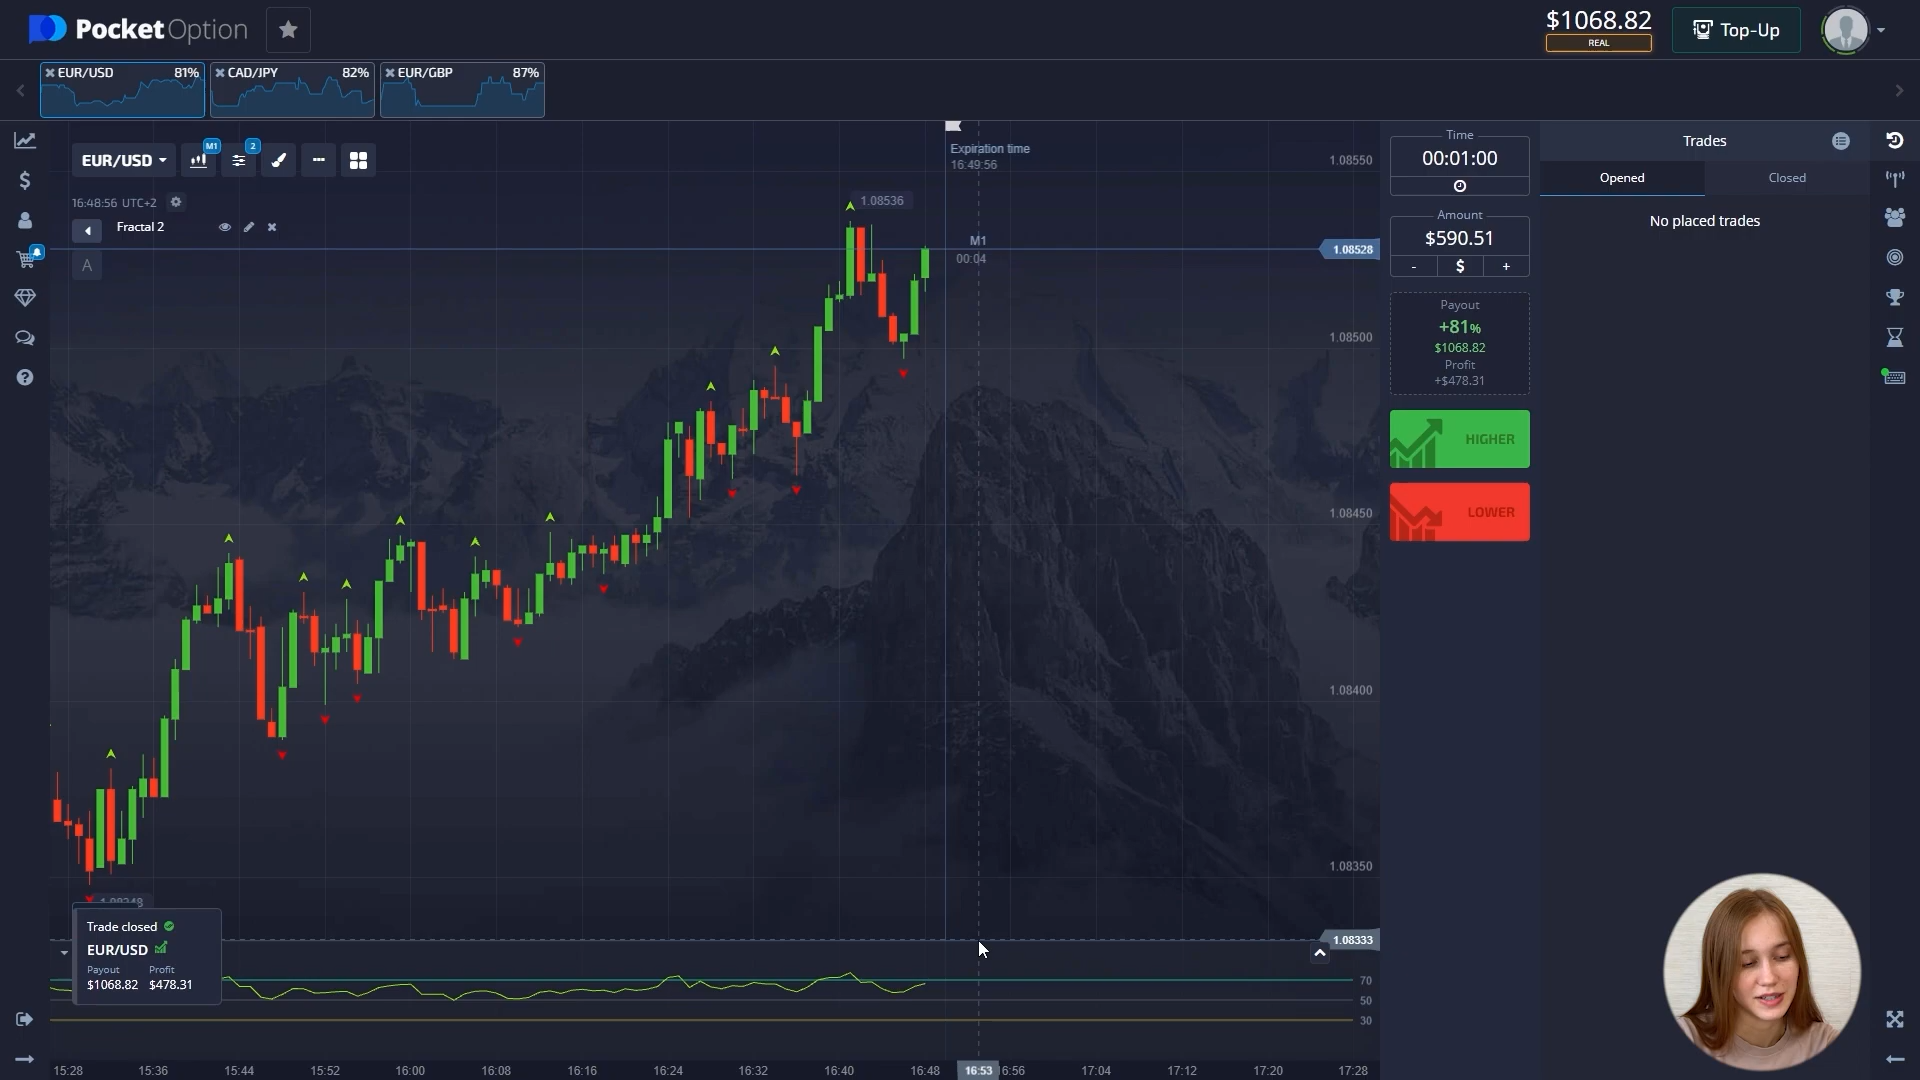 PocketOption
$1068.82
REAL
Top-Up
EUR/USD 81%
CAD/JPY 82%
EUR/GBP 87%
EUR/USD
M1
2
16:48:56 UTC+2
Fractal 2
A
Expiration time
16:49:56
1.08536
M1
00:04
1.08550
1.08528
1.08500
1.08450
1.08400
1.08350
1.08333
70
50
30
Trade closed
EUR/USD
Payout Profit
$1068.82 $478.31
15:28 15:36 15:44 15:52 16:00 16:08 16:16 16:24 16:32 16:40 16:48 16:53 16:56 17:04 17:12 17:20 17:28
Time
00:01:00
Amount
$590.51
- $ +
Payout
+81%
$1068.82
Profit
+$478.31
HIGHER
LOWER
Trades
Opened Closed
No placed trades